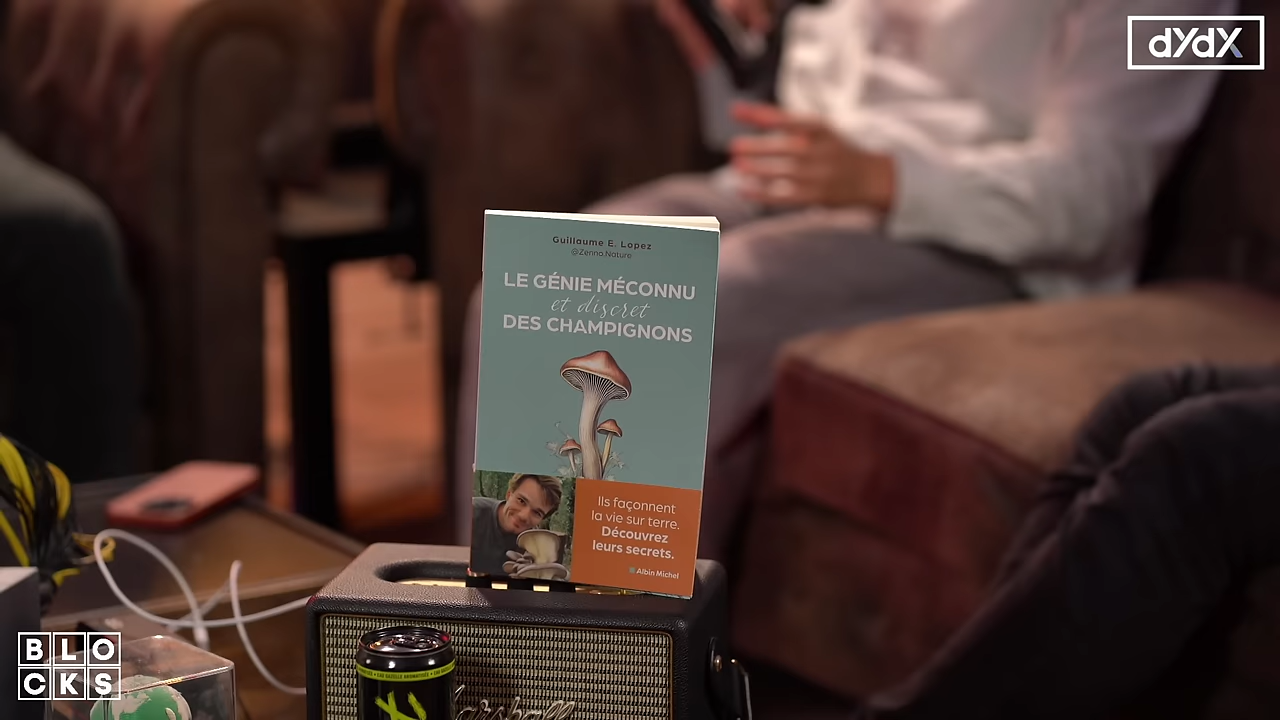 dYdX
Guillaume E. Lopez
@Zenno.Nature
LE GÉNIE MÉCONNU
et discret
DES CHAMPIGNONS
Ils façonnent
la vie sur terre.
Découvrez
leurs secrets.
Albin Michel
Marshall
BLO
CKS